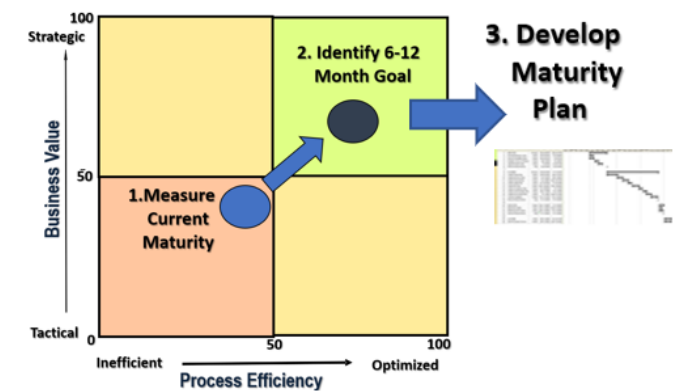 100
Strategic
2. Identify 6-12
Month Goal
3. Develop
Maturity
Plan
Business Value
50
1.Measure
Current
Maturity
Tactical
0
50
100
Inefficient
Optimized
Process Efficiency